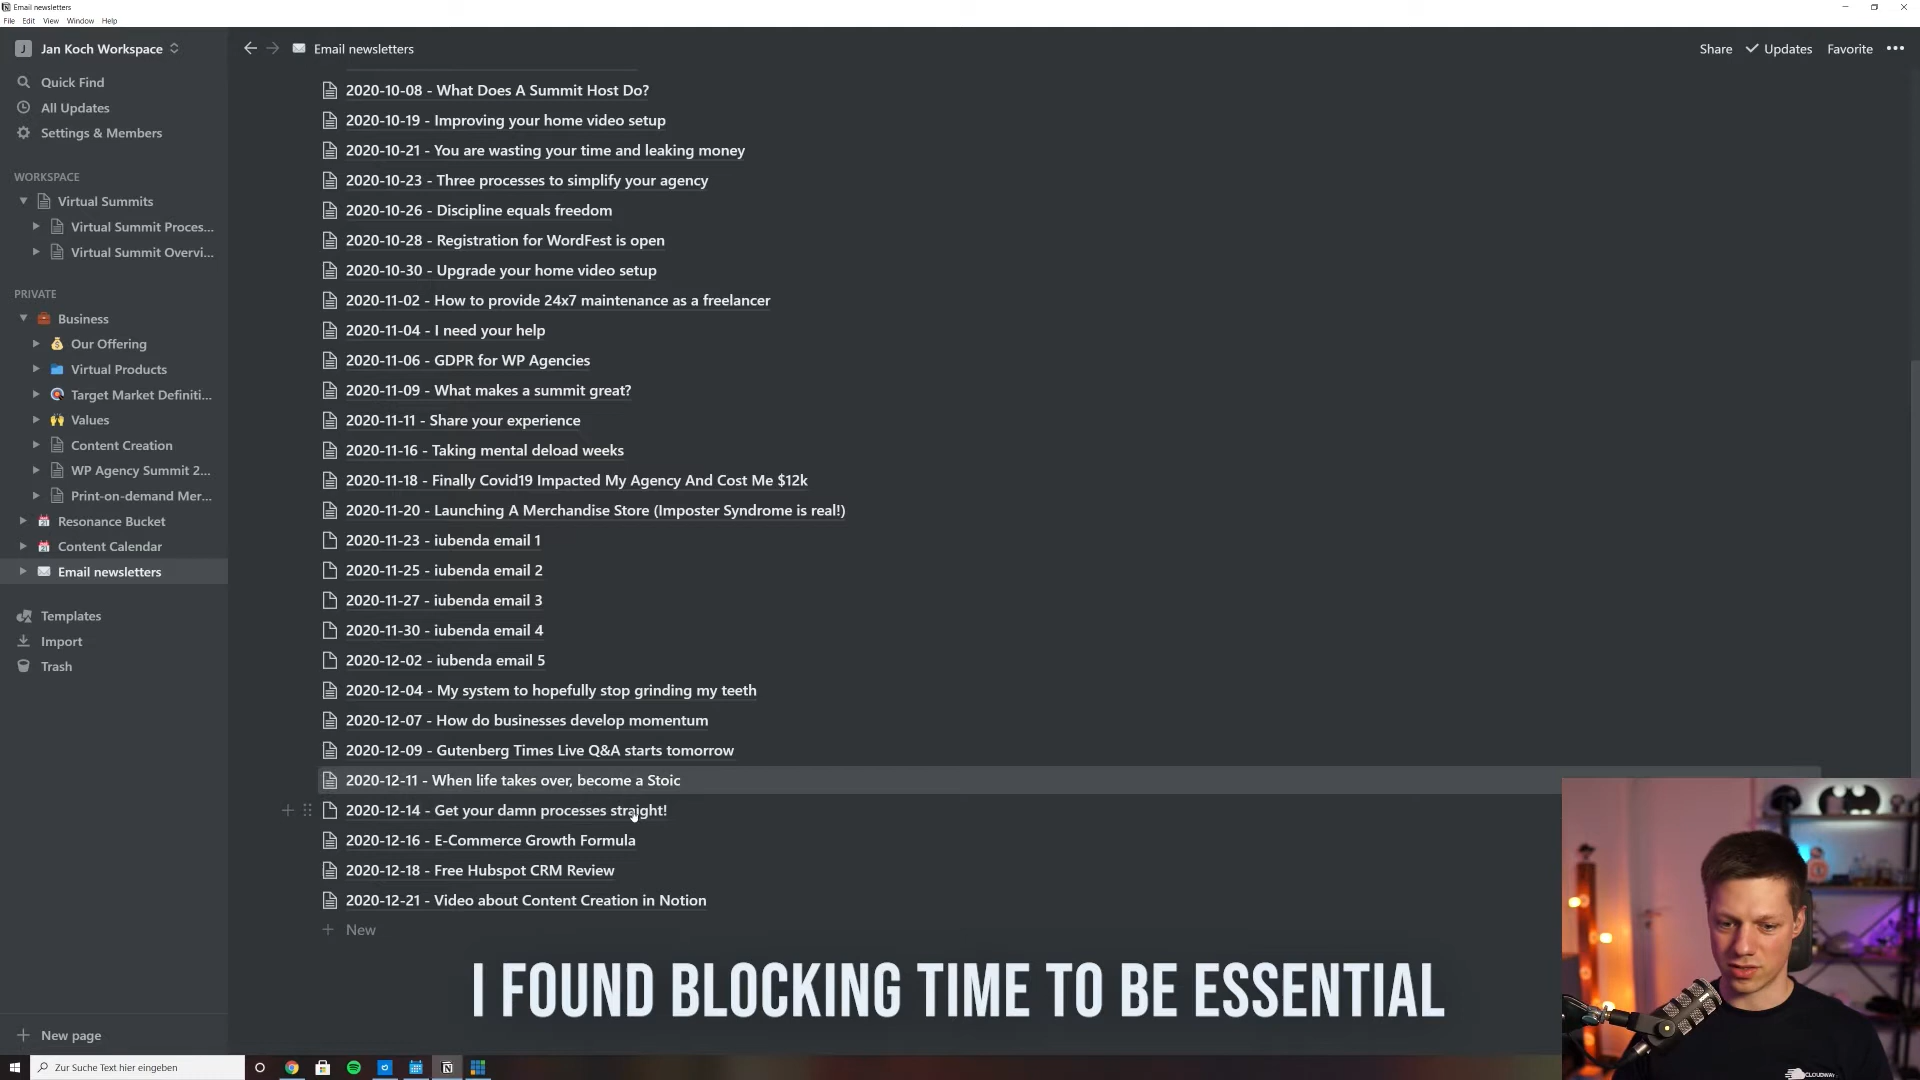 Email newsletters
File Edit View Window Help
J Jan Koch Workspace
Quick Find
All Updates
Settings & Members
WORKSPACE
Virtual Summits
Virtual Summit Proces...
Virtual Summit Overvi...
PRIVATE
Business
Our Offering
Virtual Products
Target Market Definiti...
Values
Content Creation
WP Agency Summit 2...
Print-on-demand Mer...
Resonance Bucket
Content Calendar
Email newsletters
Templates
Import
Trash
New page
Email newsletters
Share Updates Favorite
2020-10-08 - What Does A Summit Host Do?
2020-10-19 - Improving your home video setup
2020-10-21 - You are wasting your time and leaking money
2020-10-23 - Three processes to simplify your agency
2020-10-26 - Discipline equals freedom
2020-10-28 - Registration for WordFest is open
2020-10-30 - Upgrade your home video setup
2020-11-02 - How to provide 24x7 maintenance as a freelancer
2020-11-04 - I need your help
2020-11-06 - GDPR for WP Agencies
2020-11-09 - What makes a summit great?
2020-11-11 - Share your experience
2020-11-16 - Taking mental deload weeks
2020-11-18 - Finally Covid19 Impacted My Agency And Cost Me $12k
2020-11-20 - Launching A Merchandise Store (Imposter Syndrome is real!)
2020-11-23 - iubenda email 1
2020-11-25 - iubenda email 2
2020-11-27 - iubenda email 3
2020-11-30 - iubenda email 4
2020-12-02 - iubenda email 5
2020-12-04 - My system to hopefully stop grinding my teeth
2020-12-07 - How do businesses develop momentum
2020-12-09 - Gutenberg Times Live Q&A starts tomorrow
2020-12-11 - When life takes over, become a Stoic
2020-12-14 - Get your damn processes straight!
2020-12-16 - E-Commerce Growth Formula
2020-12-18 - Free Hubspot CRM Review
2020-12-21 - Video about Content Creation in Notion
New
I FOUND BLOCKING TIME TO BE ESSENTIAL
Zur Suche Text hier eingeben